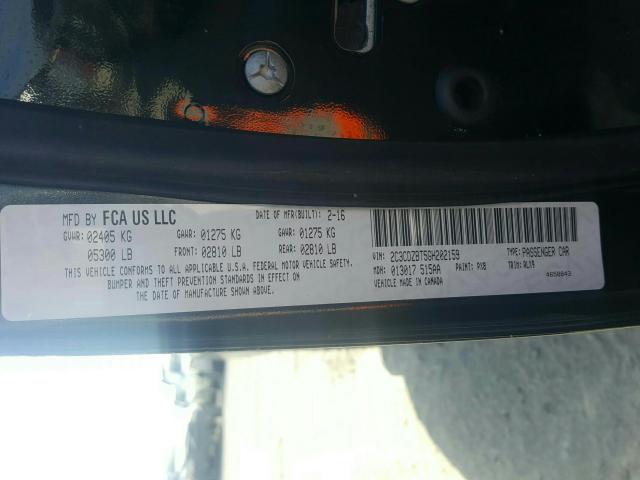 MFD BY FCA US LLC DATE OF MFR(BUILT): 2-16
GVWR: 02405 KG GAWR: 01275 KG GAWR: 01275 KG
05300 LB FRONT: 02810 LB REAR: 02810 LB
THIS VEHICLE CONFORMS TO ALL APPLICABLE U.S.A. FEDERAL MOTOR VEHICLE SAFETY,
BUMPER AND THEFT PREVENTION STANDARDS IN EFFECT ON
THE DATE OF MANUFACTURE SHOWN ABOVE.
VIN: 2C3CDZBT5GH202159 TYPE: PASSENGER CAR
MDH: 013017 515AA PAINT: PX8 TRIM: RLX9
VEHICLE MADE IN CANADA 4650843